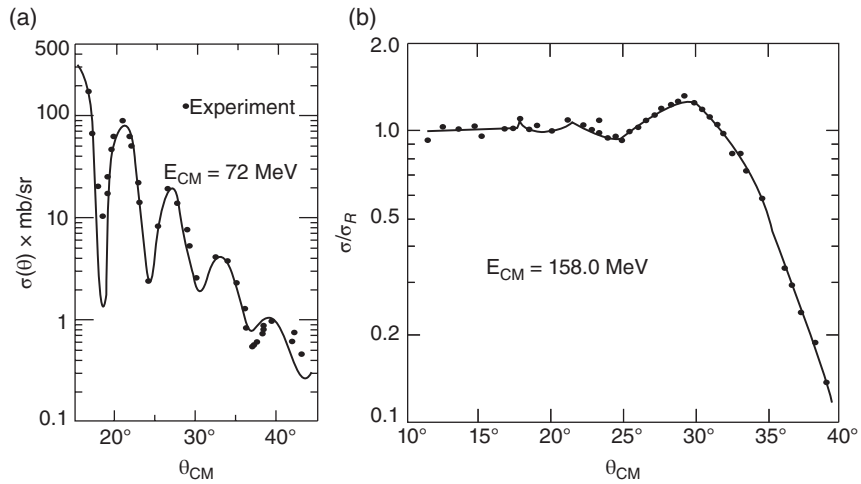 (a)
500
100
10
1
0.1
σ(θ) × mb/sr
•Experiment
E_CM = 72 MeV
20° 30° 40°
θ_CM
(b)
2.0
1.0
0.5
0.2
0.1
σ/σ_R
E_CM = 158.0 MeV
10° 15° 20° 25° 30° 35° 40°
θ_CM